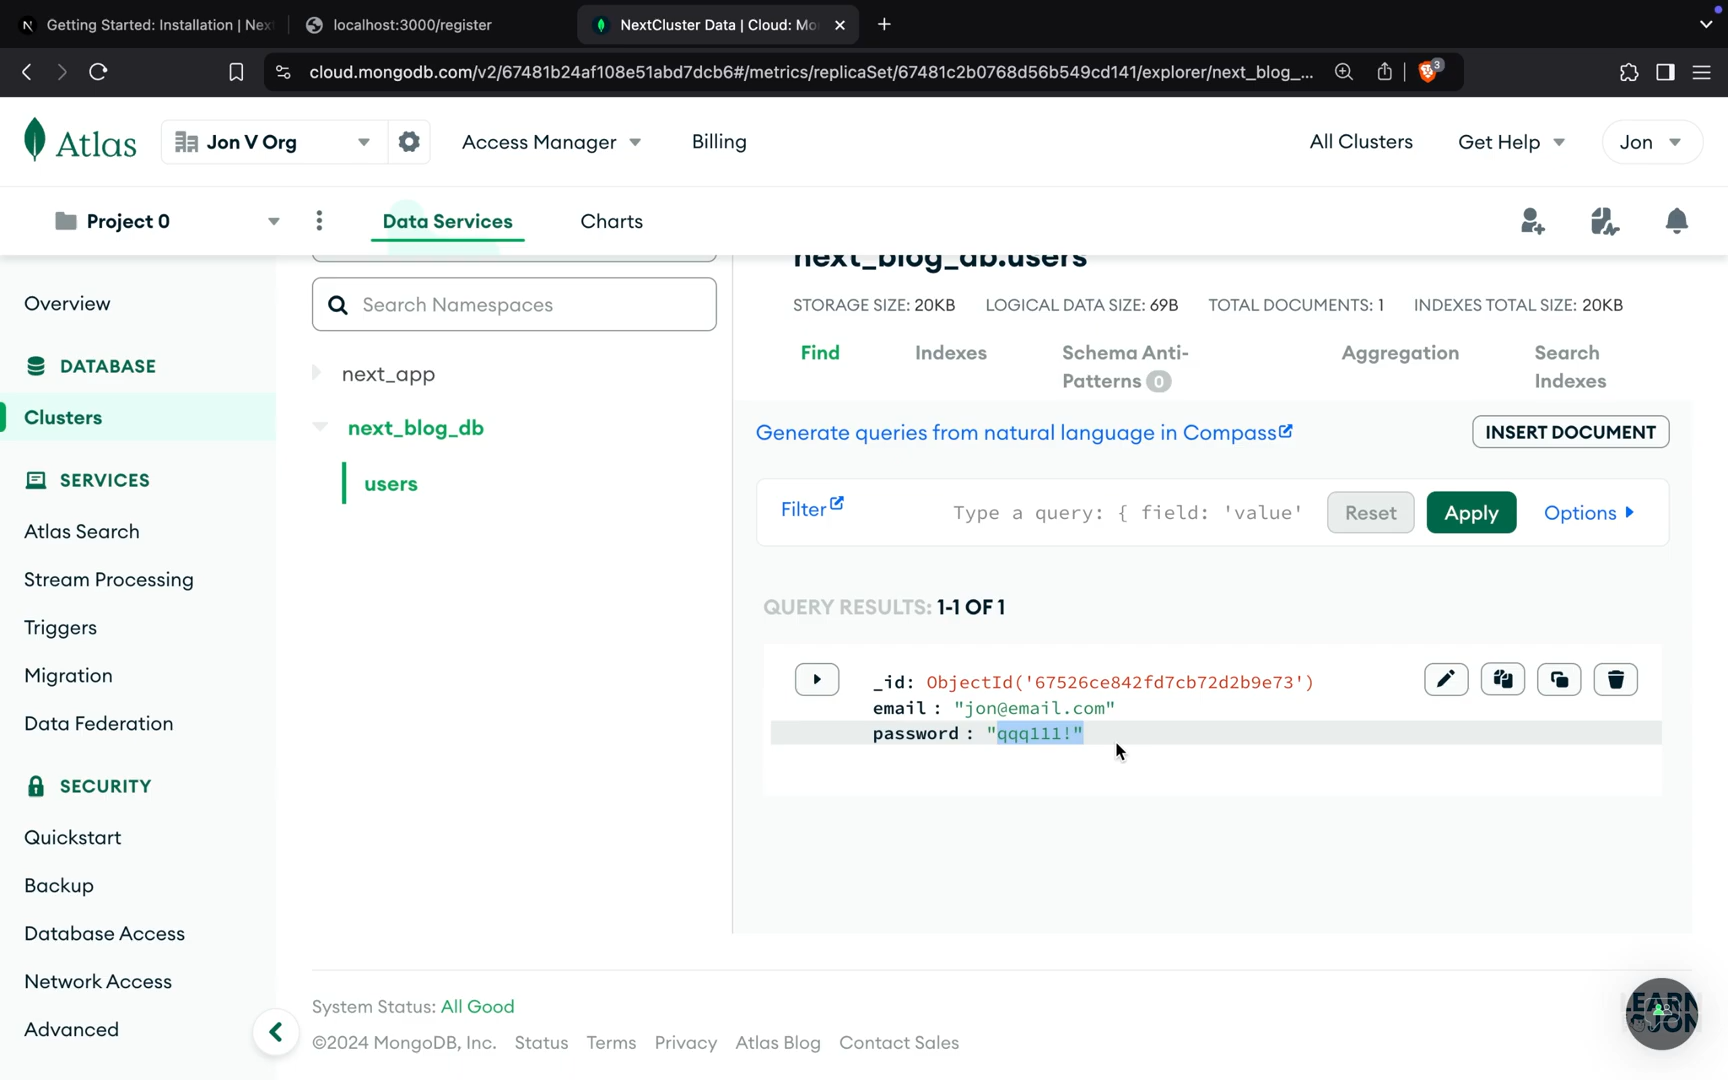 Getting Started: Installation | Nex
localhost:3000/register
NextCluster Data | Cloud: Mo
cloud.mongodb.com/v2/67481b24af108e51abd7dcb6#/metrics/replicaSet/67481c2b0768d56b549cd141/explorer/next_blog_...
3
Atlas
Jon V Org
Access Manager
Billing
All Clusters
Get Help
Jon
Project 0
Data Services
Charts
Overview
DATABASE
Clusters
SERVICES
Atlas Search
Stream Processing
Triggers
Migration
Data Federation
SECURITY
Quickstart
Backup
Database Access
Network Access
Advanced
Search Namespaces
next_app
next_blog_db
users
next_blog_db.users
STORAGE SIZE: 20KB LOGICAL DATA SIZE: 69B TOTAL DOCUMENTS: 1 INDEXES TOTAL SIZE: 20KB
Find
Indexes
Schema Anti-
Patterns 0
Aggregation
Search
Indexes
Generate queries from natural language in Compass
INSERT DOCUMENT
Filter
Type a query: { field: 'value'
Reset
Apply
Options
QUERY RESULTS: 1-1 OF 1
_id: ObjectId('67526ce842fd7cb72d2b9e73')
email : "jon@email.com"
password : "qqq111!"
System Status: All Good
©2024 MongoDB, Inc. Status Terms Privacy Atlas Blog Contact Sales
LEARN
JON